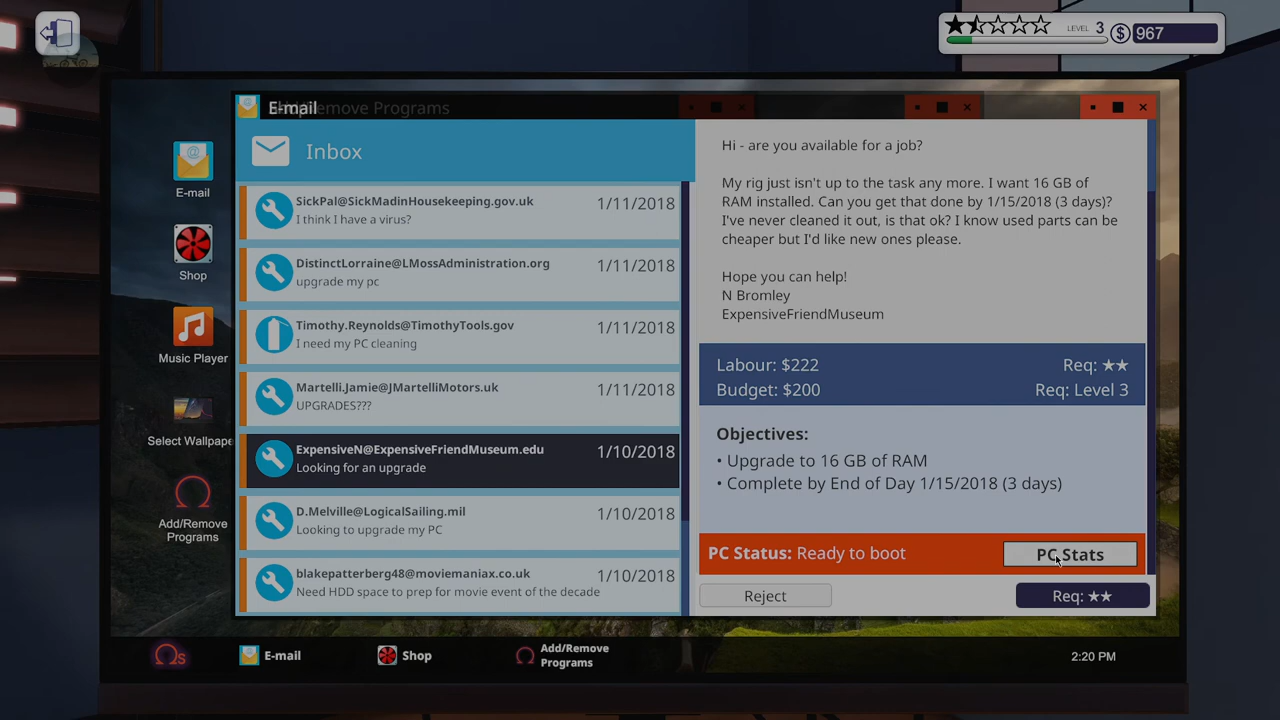 LEVEL 3
$ 967
E-mail
Remove Programs
Inbox
SickPal@SickMadinHousekeeping.gov.uk
1/11/2018
I think I have a virus?
DistinctLorraine@LMossAdministration.org
1/11/2018
upgrade my pc
Timothy.Reynolds@TimothyTools.gov
1/11/2018
I need my PC cleaning
Martelli.Jamie@JMartelliMotors.uk
1/11/2018
UPGRADES???
ExpensiveN@ExpensiveFriendMuseum.edu
1/10/2018
Looking for an upgrade
D.Melville@LogicalSailing.mil
1/10/2018
Looking to upgrade my PC
blakepatterberg48@moviemaniax.co.uk
1/10/2018
Need HDD space to prep for movie event of the decade
Hi - are you available for a job?
My rig just isn't up to the task any more. I want 16 GB of
RAM installed. Can you get that done by 1/15/2018 (3 days)?
I've never cleaned it out, is that ok? I know used parts can be
cheaper but I'd like new ones please.
Hope you can help!
N Bromley
ExpensiveFriendMuseum
Labour: $222
Req: ★★
Budget: $200
Req: Level 3
Objectives:
• Upgrade to 16 GB of RAM
• Complete by End of Day 1/15/2018 (3 days)
PC Status: Ready to boot
PC Stats
Reject
Req: ★★
E-mail
Shop
Music Player
Select Wallpape
Add/Remove
Programs
E-mail
Shop
Add/Remove
Programs
2:20 PM